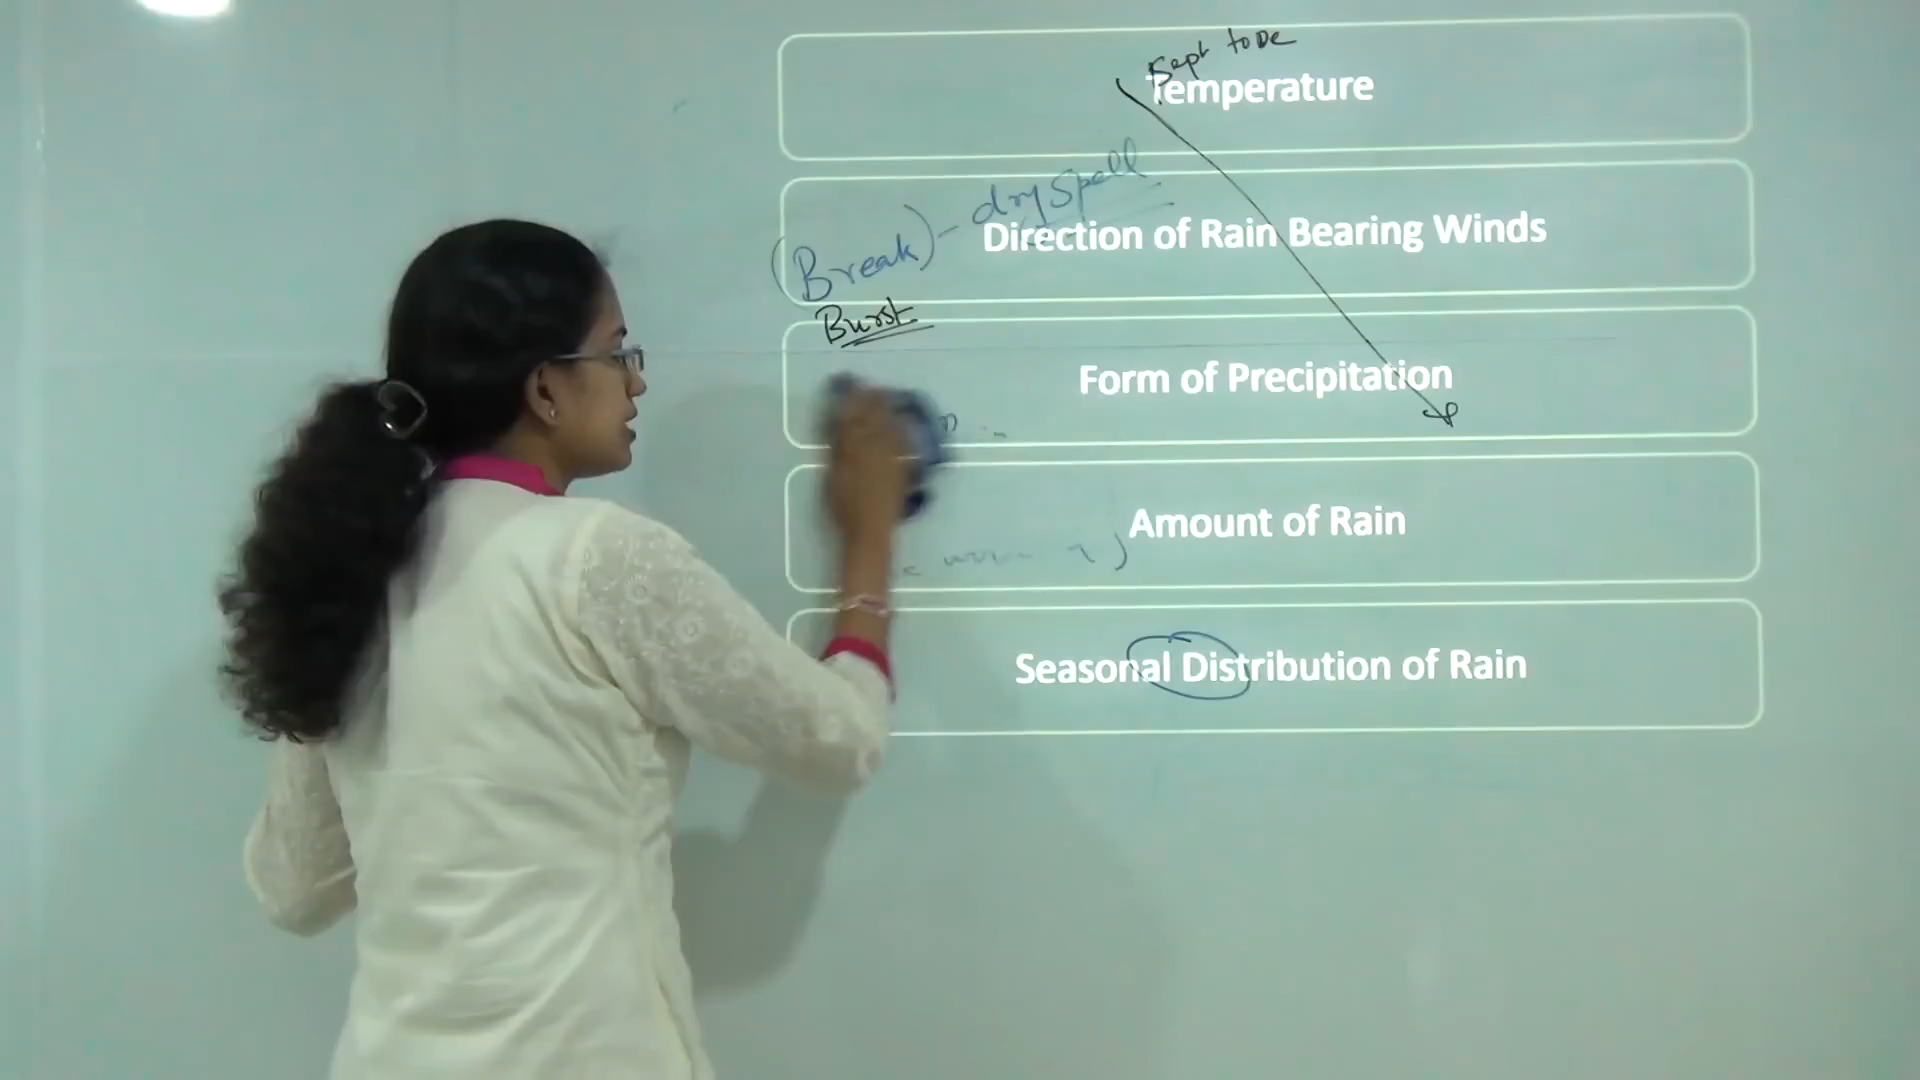 Sept to De
Temperature
(Break) - dry spell
Direction of Rain Bearing Winds
Burst
Form of Precipitation
Amount of Rain
Seasonal Distribution of Rain